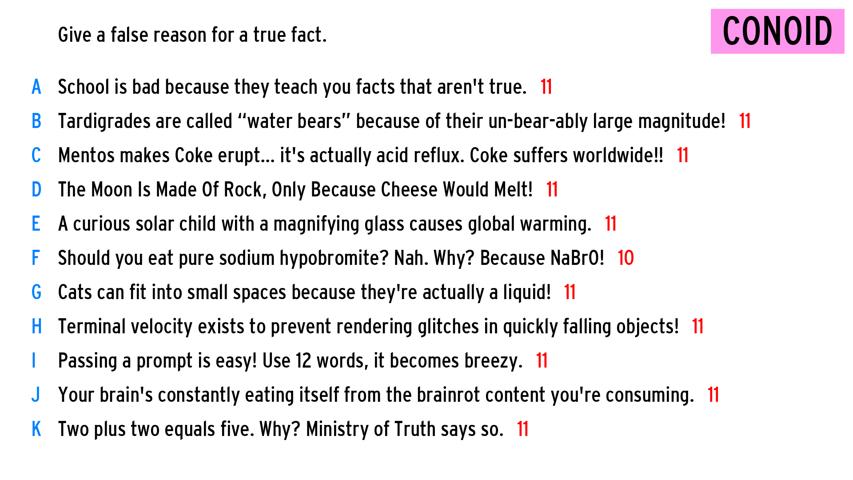 Give a false reason for a true fact.
CONOID
A School is bad because they teach you facts that aren't true. 11
B Tardigrades are called “water bears” because of their un-bear-ably large magnitude! 11
C Mentos makes Coke erupt... it's actually acid reflux. Coke suffers worldwide!! 11
D The Moon Is Made Of Rock, Only Because Cheese Would Melt! 11
E A curious solar child with a magnifying glass causes global warming. 11
F Should you eat pure sodium hypobromite? Nah. Why? Because NaBrO! 10
G Cats can fit into small spaces because they're actually a liquid! 11
H Terminal velocity exists to prevent rendering glitches in quickly falling objects! 11
I Passing a prompt is easy! Use 12 words, it becomes breezy. 11
J Your brain's constantly eating itself from the brainrot content you're consuming. 11
K Two plus two equals five. Why? Ministry of Truth says so. 11